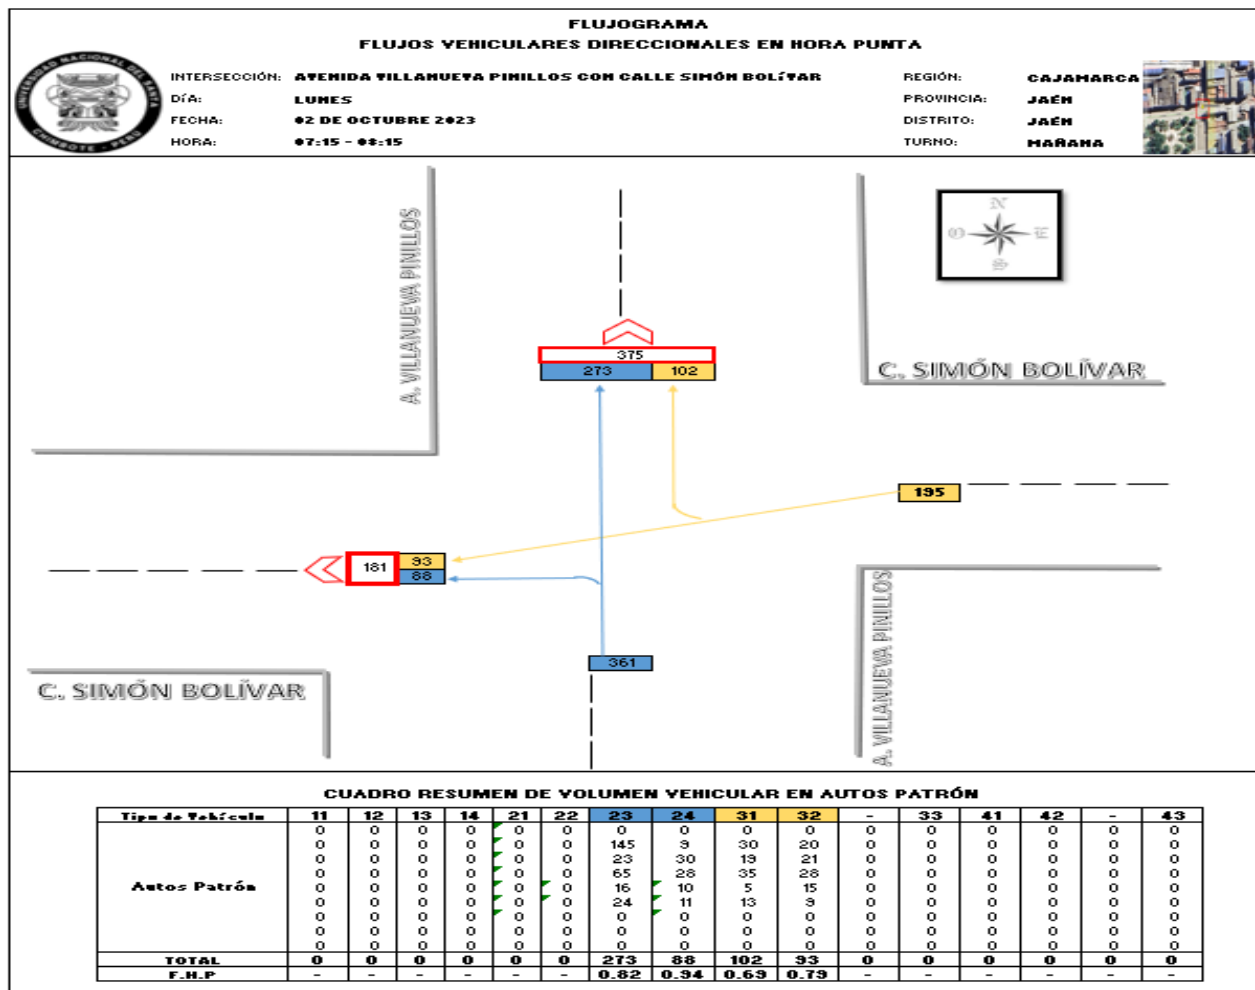 FLUJOGRAMA
FLUJOS VEHICULARES DIRECCIONALES EN HORA PUNTA
UNIVERSIDAD NACIONAL DEL SANTA
CHIMBOTE - PERÚ
INTERSECCIÓN: AVENIDA VILLANUEVA PINILLOS CON CALLE SIMÓN BOLÍVAR
DÍA: LUNES
FECHA: 02 DE OCTUBRE 2023
HORA: 07:15 - 08:15
REGIÓN: CAJAMARCA
PROVINCIA: JAÉN
DISTRITO: JAÉN
TURNO: MAÑANA
A. VILLANUEVA PINILLOS
N
O E
S
375
273 102
C. SIMÓN BOLÍVAR
195
181 93
88
361
C. SIMÓN BOLÍVAR
A. VILLANUEVA PINILLOS
CUADRO RESUMEN DE VOLUMEN VEHICULAR EN AUTOS PATRÓN
Tipo de Vehículo 11 12 13 14 21 22 23 24 31 32 - 33 41 42 - 43
Autos Patrón
0 0 0 0 0 0 0 0 0 0 0 0 0 0 0 0
0 0 0 0 0 0 145 9 30 20 0 0 0 0 0 0
0 0 0 0 0 0 23 30 19 21 0 0 0 0 0 0
0 0 0 0 0 0 65 28 35 28 0 0 0 0 0 0
0 0 0 0 0 0 16 10 5 15 0 0 0 0 0 0
0 0 0 0 0 0 24 11 13 9 0 0 0 0 0 0
0 0 0 0 0 0 0 0 0 0 0 0 0 0 0 0
0 0 0 0 0 0 0 0 0 0 0 0 0 0 0 0
0 0 0 0 0 0 0 0 0 0 0 0 0 0 0 0
TOTAL 0 0 0 0 0 0 273 88 102 93 0 0 0 0 0 0
F.H.P - - - - - - 0.82 0.94 0.69 0.79 - - - - - -